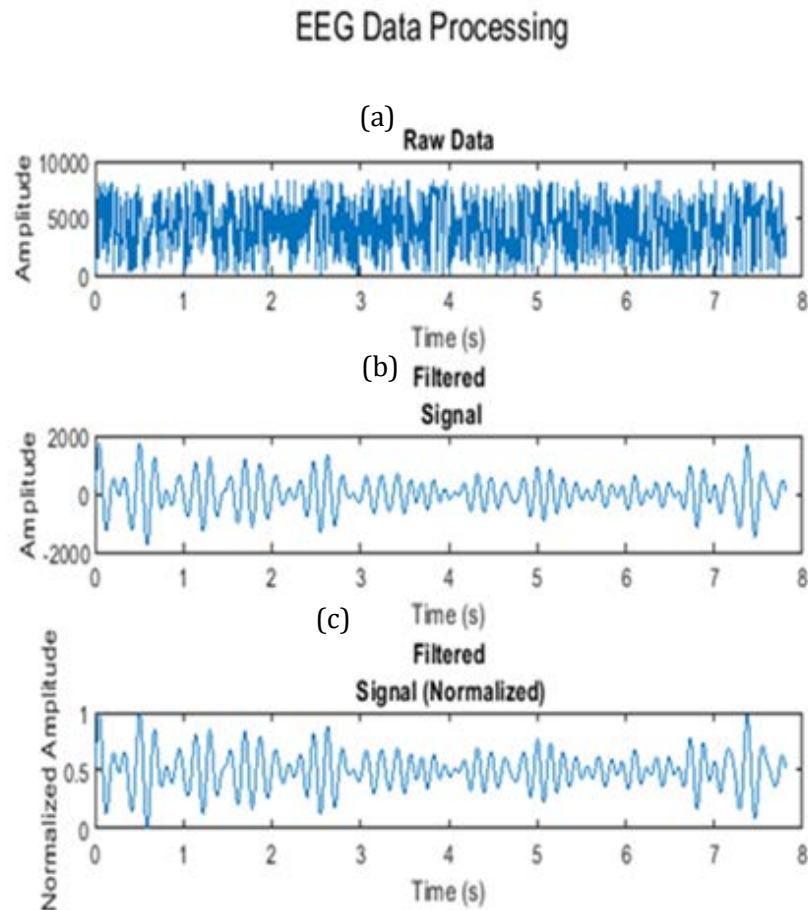 EEG Data Processing
(a)
Raw Data
Amplitude
10000
5000
0
0 1 2 3 4 5 6 7 8
Time (s)
(b)
Filtered
Signal
Amplitude
2000
0
-2000
0 1 2 3 4 5 6 7 8
Time (s)
(c)
Filtered
Signal (Normalized)
Normalized Amplitude
1
0.5
0
0 1 2 3 4 5 6 7 8
Time (s)